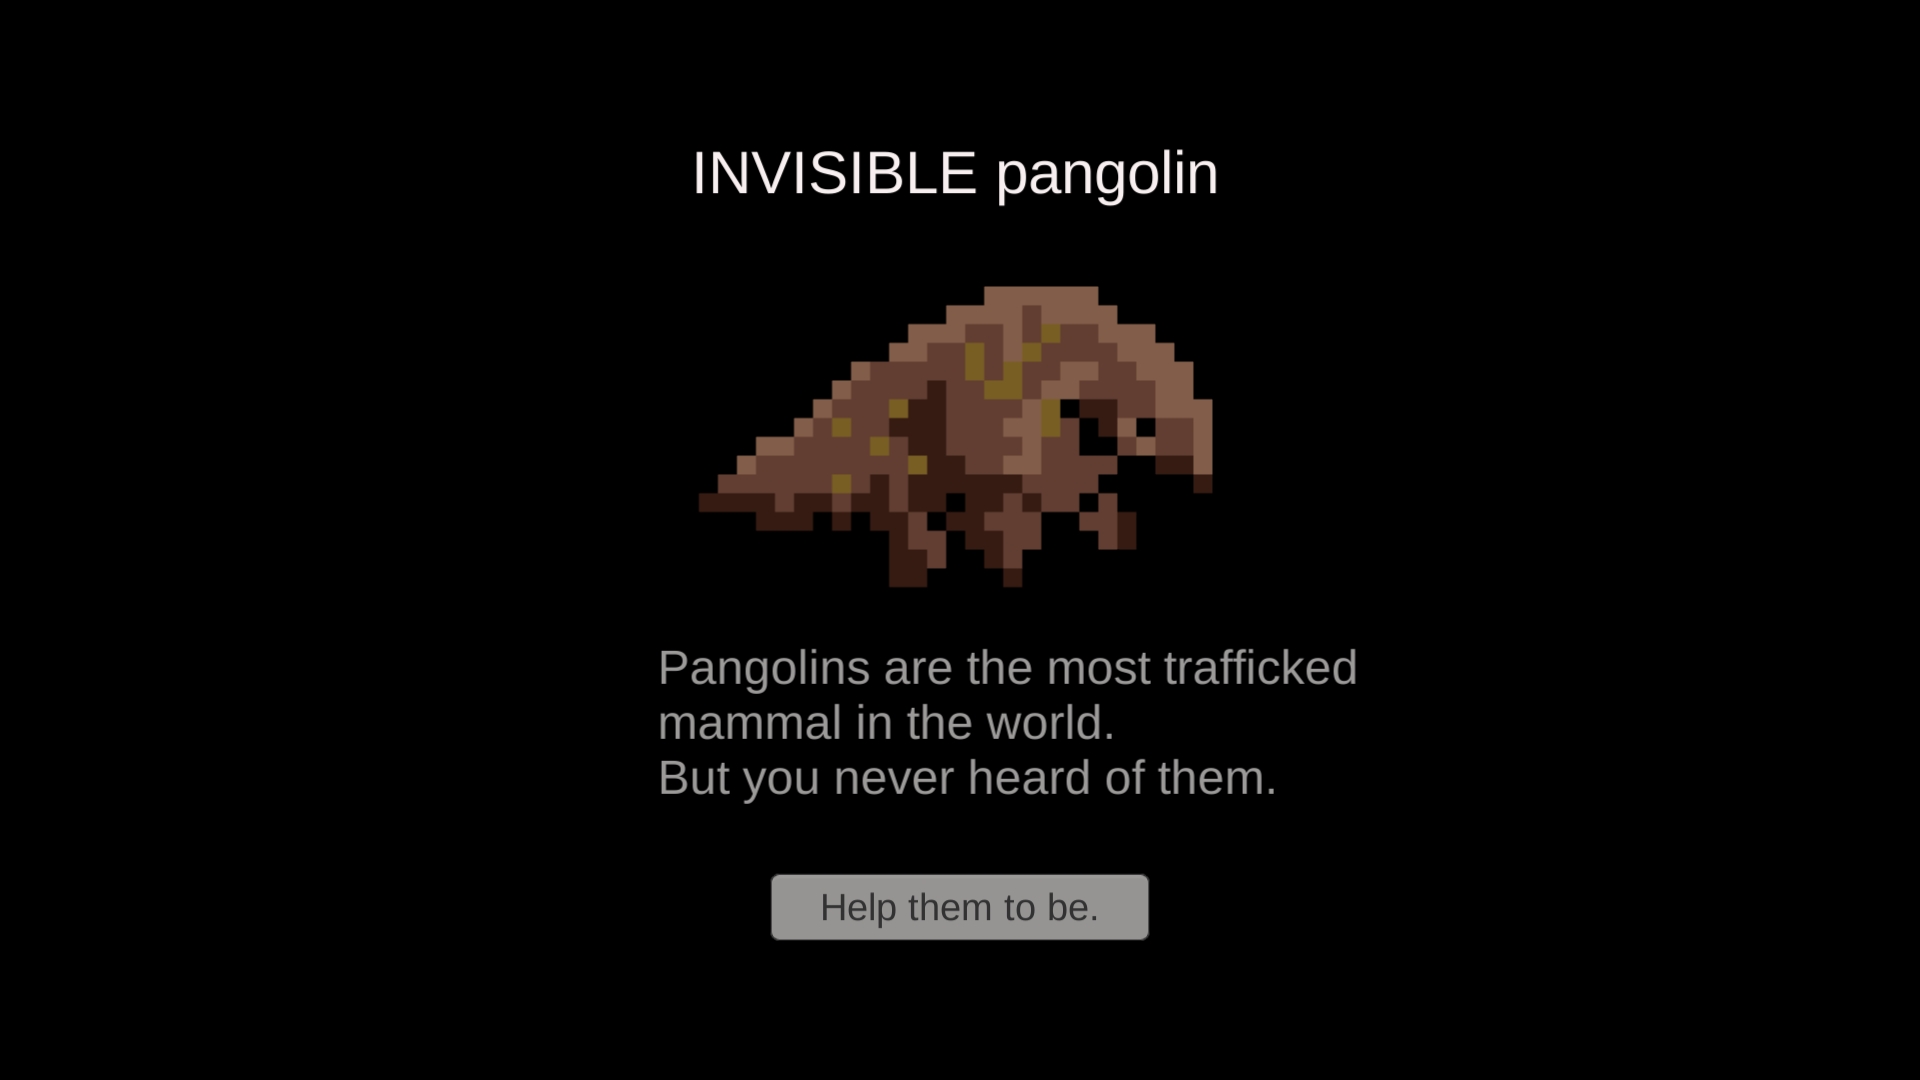 INVISIBLE pangolin
Pangolins are the most trafficked
mammal in the world.
But you never heard of them.
Help them to be.